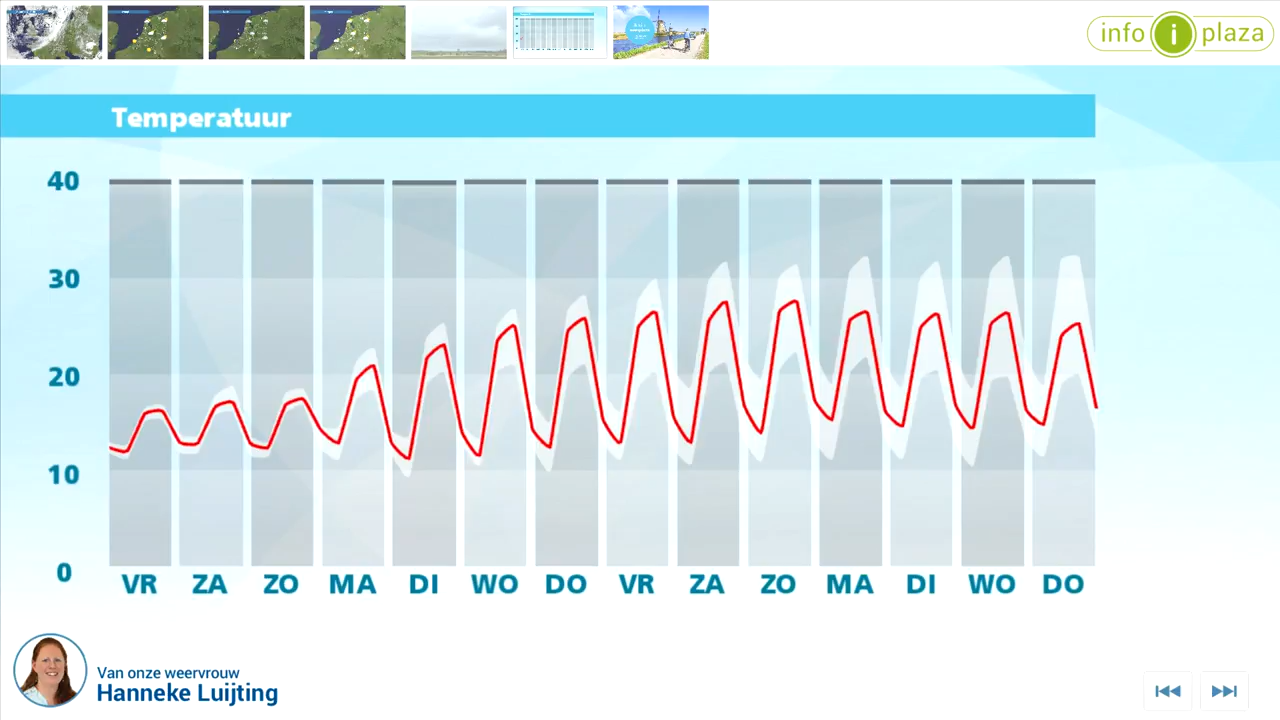 info i plaza
Temperatuur
40
30
20
10
0
VR ZA ZO MA DI WO DO VR ZA ZO MA DI WO DO
Van onze weervrouw
Hanneke Luijting